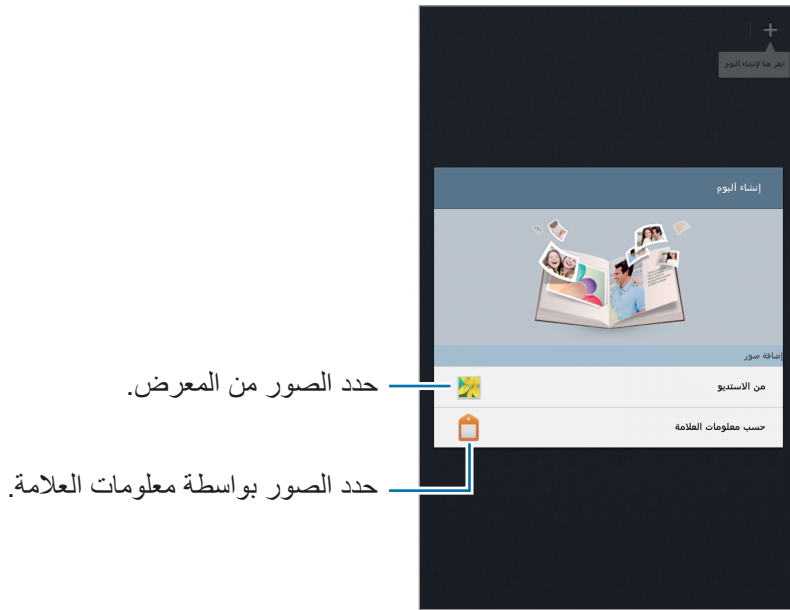 انقر هنا لإنشاء ألبوم
إنشاء ألبوم
إضافة صور
من الاستديو
حدد الصور من المعرض.
حسب معلومات العلامة
حدد الصور بواسطة معلومات العلامة.